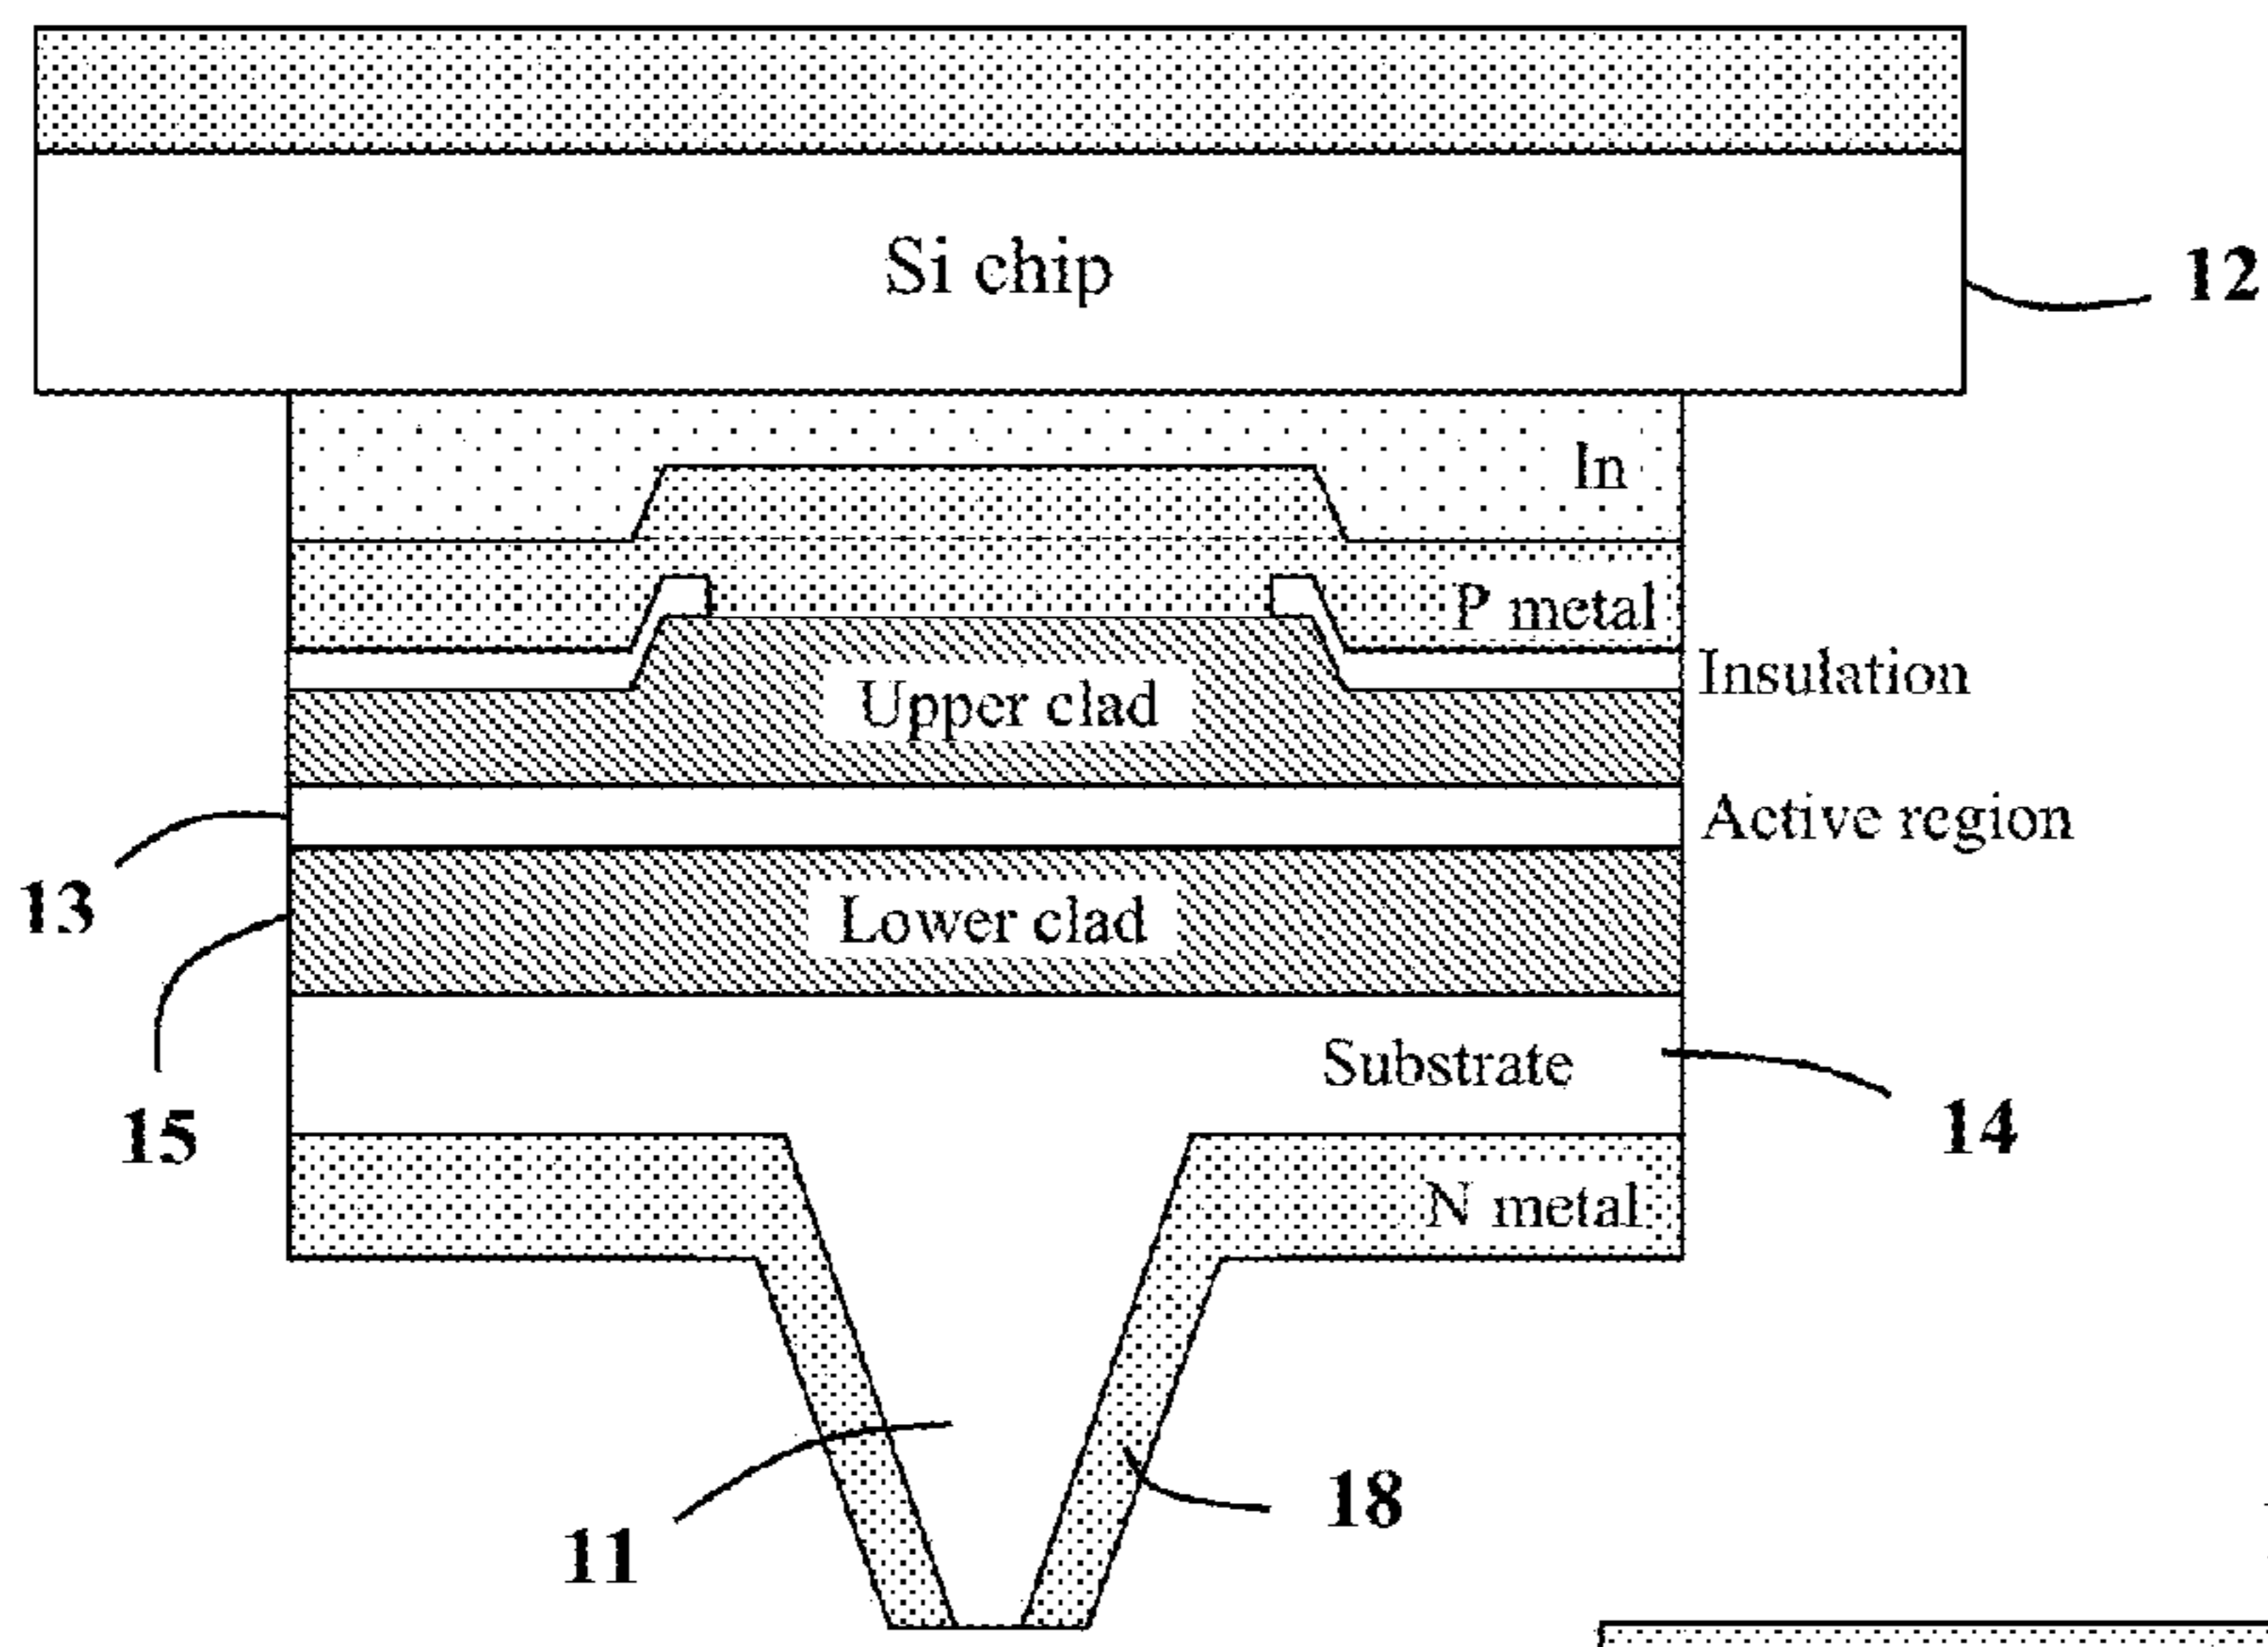 Si chip
12
In
P metal
Insulation
Upper clad
Active region
13
Lower clad
Substrate
14
15
N metal
18
11